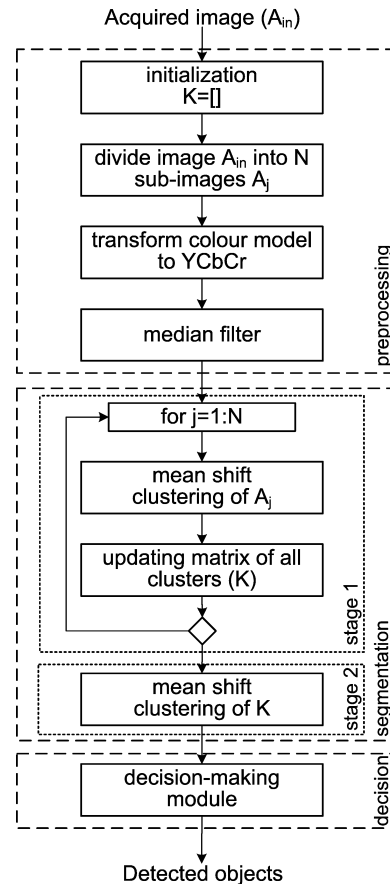 Acquired image (A_in)
initialization
K=[]
divide image A_in into N
sub-images A_j
transform colour model
to YCbCr
median filter
preprocessing
for j=1:N
mean shift
clustering of A_j
updating matrix of all
clusters (K)
stage 1
mean shift
clustering of K
stage 2
segmentation
decision-making
module
decision
Detected objects